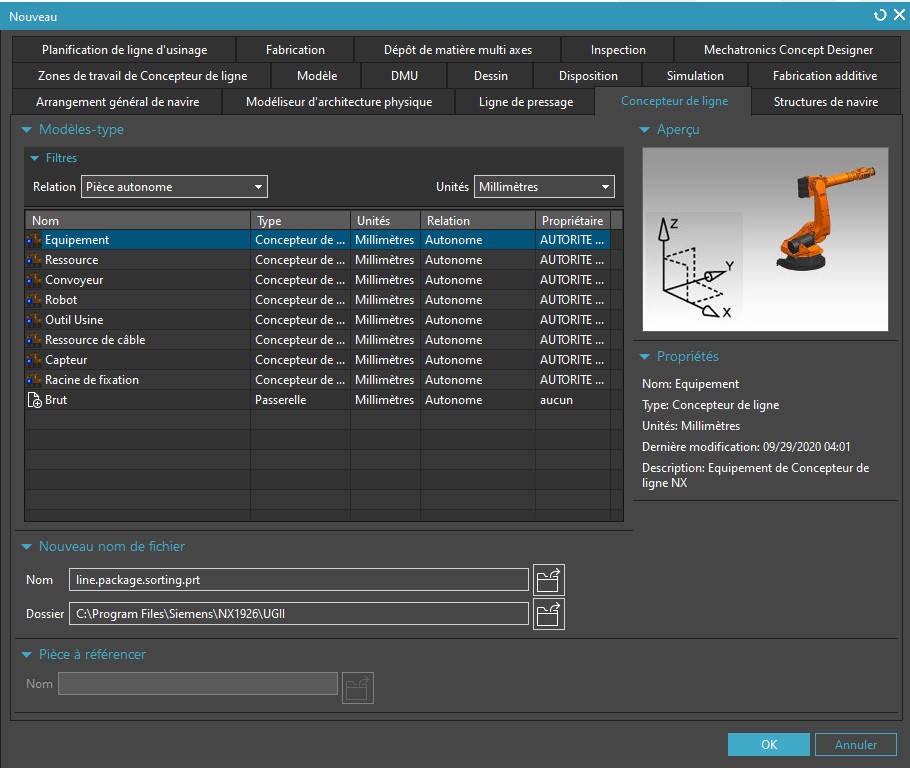 Nouveau
Planification de ligne d'usinage Fabrication Dépôt de matière multi axes Inspection Mechatronics Concept Designer
Zones de travail de Concepteur de ligne Modèle DMU Dessin Disposition Simulation Fabrication additive
Arrangement général de navire Modéliseur d'architecture physique Ligne de pressage Concepteur de ligne Structures de navire
Modèles-type
Filtres
Relation Pièce autonome Unités Millimètres
Nom Type Unités Relation Propriétaire
Equipement Concepteur de ... Millimètres Autonome AUTORITE ...
Ressource Concepteur de ... Millimètres Autonome AUTORITE ...
Convoyeur Concepteur de ... Millimètres Autonome AUTORITE ...
Robot Concepteur de ... Millimètres Autonome AUTORITE ...
Outil Usine Concepteur de ... Millimètres Autonome AUTORITE ...
Ressource de câble Concepteur de ... Millimètres Autonome AUTORITE ...
Capteur Concepteur de ... Millimètres Autonome AUTORITE ...
Racine de fixation Concepteur de ... Millimètres Autonome AUTORITE ...
Brut Passerelle Millimètres Autonome aucun
Aperçu
Z
Y
X
Propriétés
Nom: Equipement
Type: Concepteur de ligne
Unités: Millimètres
Dernière modification: 09/29/2020 04:01
Description: Equipement de Concepteur de
ligne NX
Nouveau nom de fichier
Nom line.package.sorting.prt
Dossier C:\Program Files\Siemens\NX1926\UGII
Pièce à référencer
Nom
OK Annuler